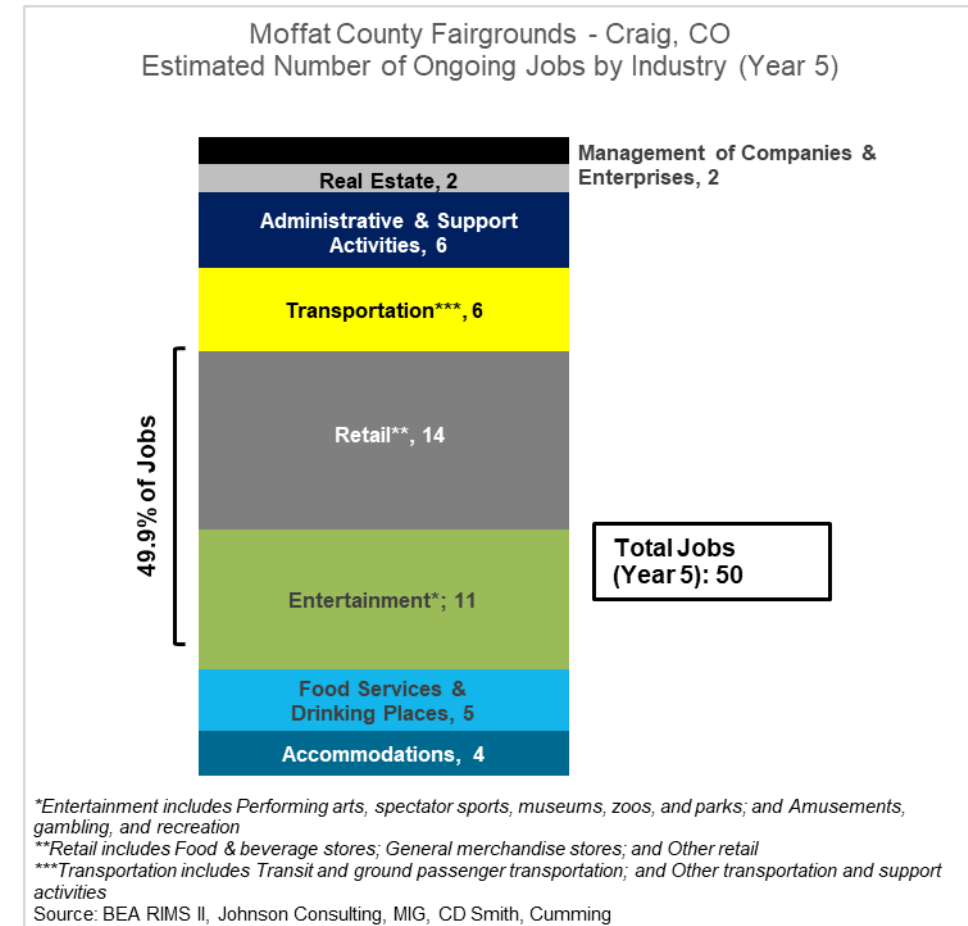 Moffat County Fairgrounds - Craig, CO
Estimated Number of Ongoing Jobs by Industry (Year 5)
Management of Companies &
Enterprises, 2
Real Estate, 2
Administrative & Support
Activities, 6
Transportation***, 6
Retail**, 14
49.9% of Jobs
Entertainment*; 11
Total Jobs
(Year 5): 50
Food Services &
Drinking Places, 5
Accommodations, 4
*Entertainment includes Performing arts, spectator sports, museums, zoos, and parks; and Amusements,
gambling, and recreation
**Retail includes Food & beverage stores; General merchandise stores; and Other retail
***Transportation includes Transit and ground passenger transportation; and Other transportation and support
activities
Source: BEA RIMS II, Johnson Consulting, MIG, CD Smith, Cumming